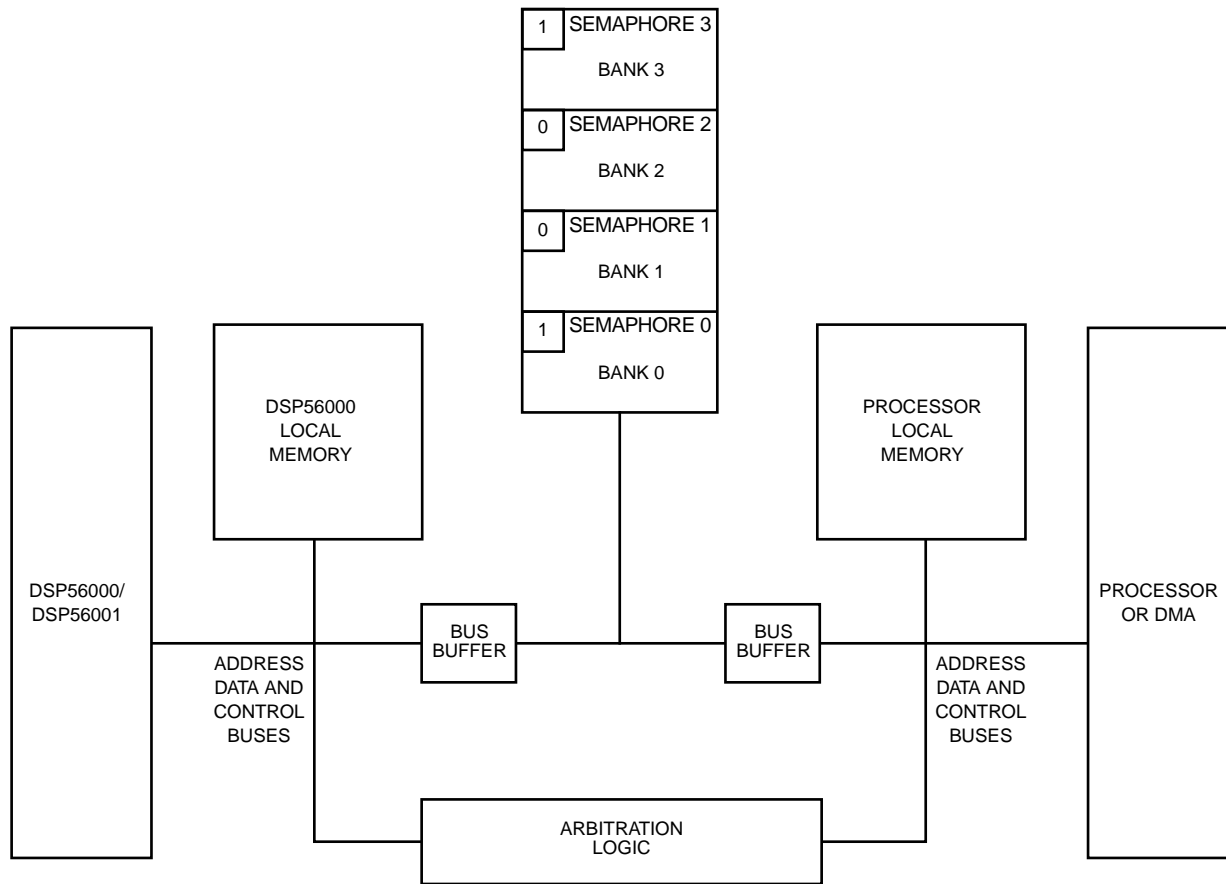 1 SEMAPHORE 3
BANK 3
0 SEMAPHORE 2
BANK 2
0 SEMAPHORE 1
BANK 1
1 SEMAPHORE 0
BANK 0
DSP56000
LOCAL
MEMORY
PROCESSOR
LOCAL
MEMORY
DSP56000/
DSP56001
BUS
BUFFER
BUS
BUFFER
PROCESSOR
OR DMA
ADDRESS
DATA AND
CONTROL
BUSES
ADDRESS
DATA AND
CONTROL
BUSES
ARBITRATION
LOGIC